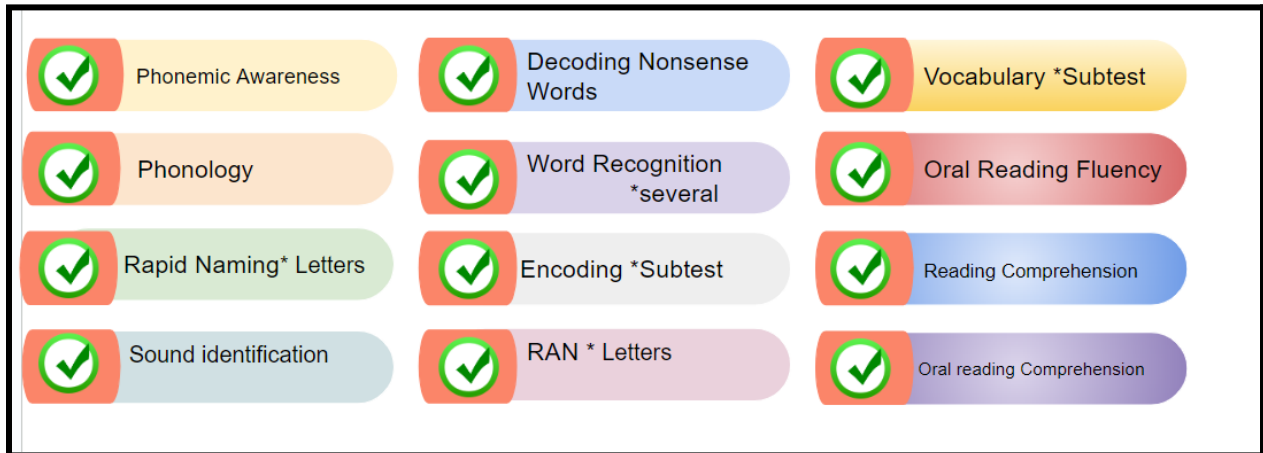 Phonemic Awareness
Phonology
Rapid Naming* Letters
Sound identification
Decoding Nonsense
Words
Word Recognition
*several
Encoding *Subtest
RAN * Letters
Vocabulary *Subtest
Oral Reading Fluency
Reading Comprehension
Oral reading Comprehension